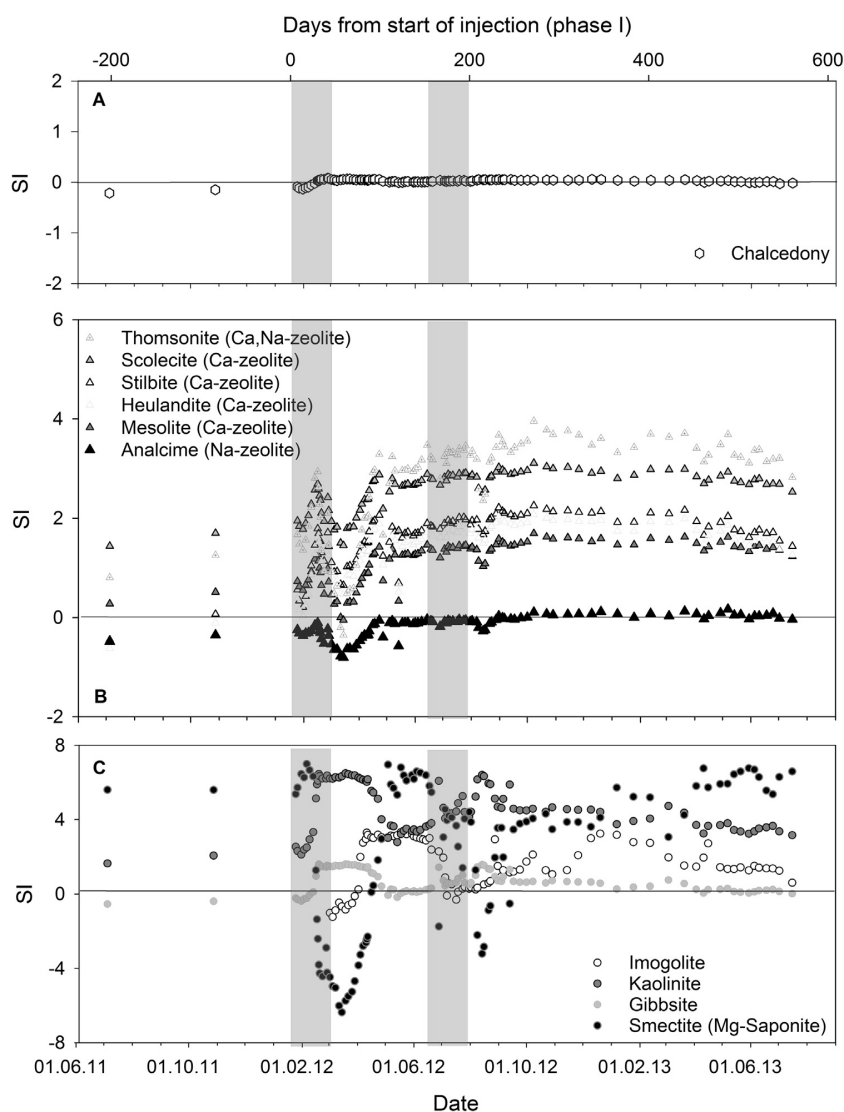 Days from start of injection (phase I)
-200 0 200 400 600
A
2
1
0
-1
-2
SI
Chalcedony
6
4
2
0
-2
SI
Thomsonite (Ca,Na-zeolite)
Scolecite (Ca-zeolite)
Stilbite (Ca-zeolite)
Heulandite (Ca-zeolite)
Mesolite (Ca-zeolite)
Analcime (Na-zeolite)
B
8
4
0
-4
-8
SI
C
Imogolite
Kaolinite
Gibbsite
Smectite (Mg-Saponite)
01.06.11 01.10.11 01.02.12 01.06.12 01.10.12 01.02.13 01.06.13
Date